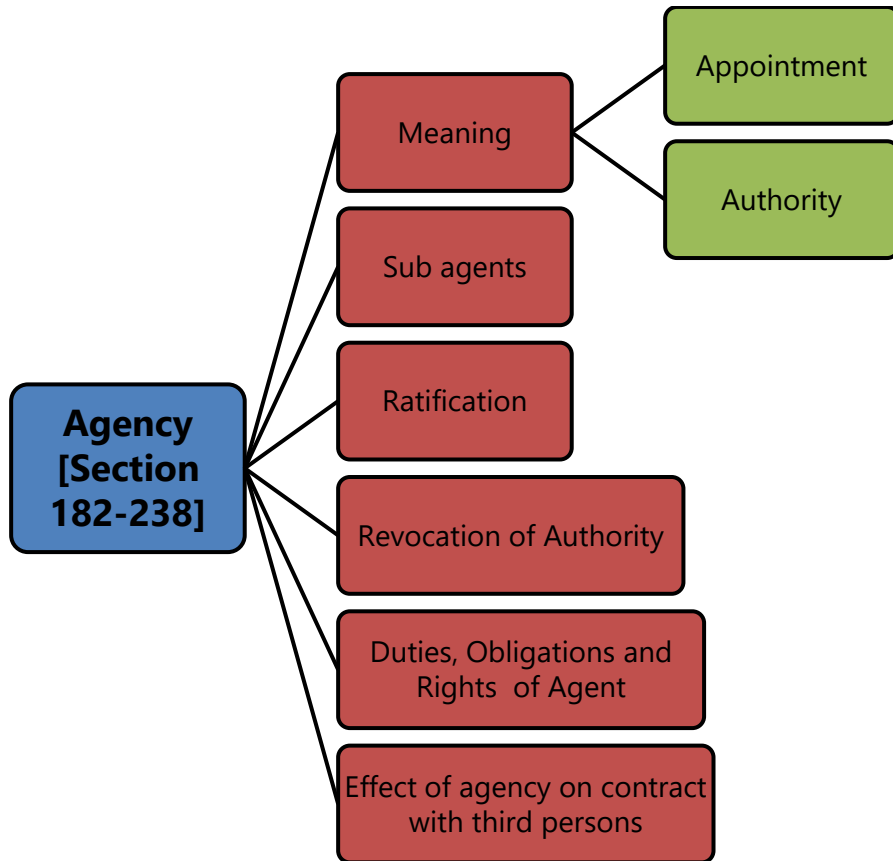 Appointment
Meaning
Authority
Sub agents
Ratification
Agency
[Section
182-238]
Revocation of Authority
Duties, Obligations and
Rights of Agent
Effect of agency on contract
with third persons